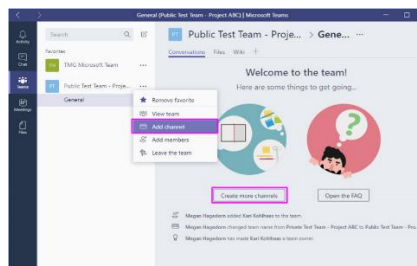 General (Public Test Team - Project ABC) | Microsoft Teams
Search
Activity
Chat
Teams
Meetings
Files
Favorites
TMG Microsoft Team
PT Public Test Team - Proje...
General
Remove favorite
View team
Add channel
Add members
Leave the team
PT Public Test Team - Proje... > Gene...
Conversations Files Wiki +
Welcome to the team!
Here are some things to get going...
Create more channels
Open the FAQ
Megan Hagedorn added Kari Kohlhaas to the team.
Megan Hagedorn changed team name from Private Test Team - Project ABC to Public Test Team - Pro
Megan Hagedorn has made Kari Kohlhaas a team owner.